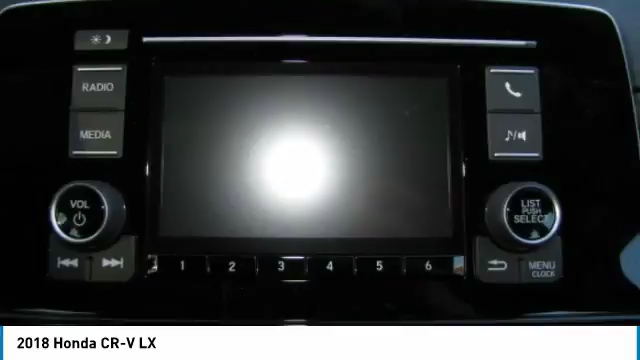 RADIO
MEDIA
VOL
LIST
PUSH
SELECT
1 2 3 4 5 6
MENU
CLOCK
2018 Honda CR-V LX